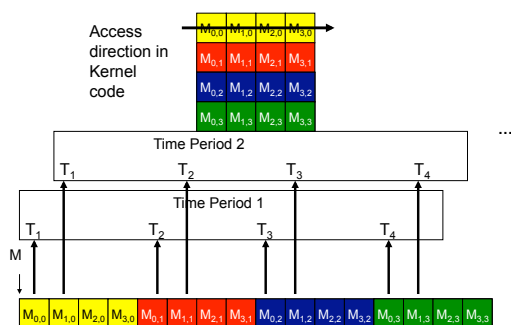 Access
direction in
Kernel
code
M0,0 M1,0 M2,0 M3,0
M0,1 M1,1 M2,1 M3,1
M0,2 M1,2 M2,2 M3,2
M0,3 M1,3 M2,3 M3,3
...
Time Period 2
T1 T2 T3 T4
Time Period 1
T1 T2 T3 T4
M
M0,0 M1,0 M2,0 M3,0 M0,1 M1,1 M2,1 M3,1 M0,2 M1,2 M2,2 M3,2 M0,3 M1,3 M2,3 M3,3